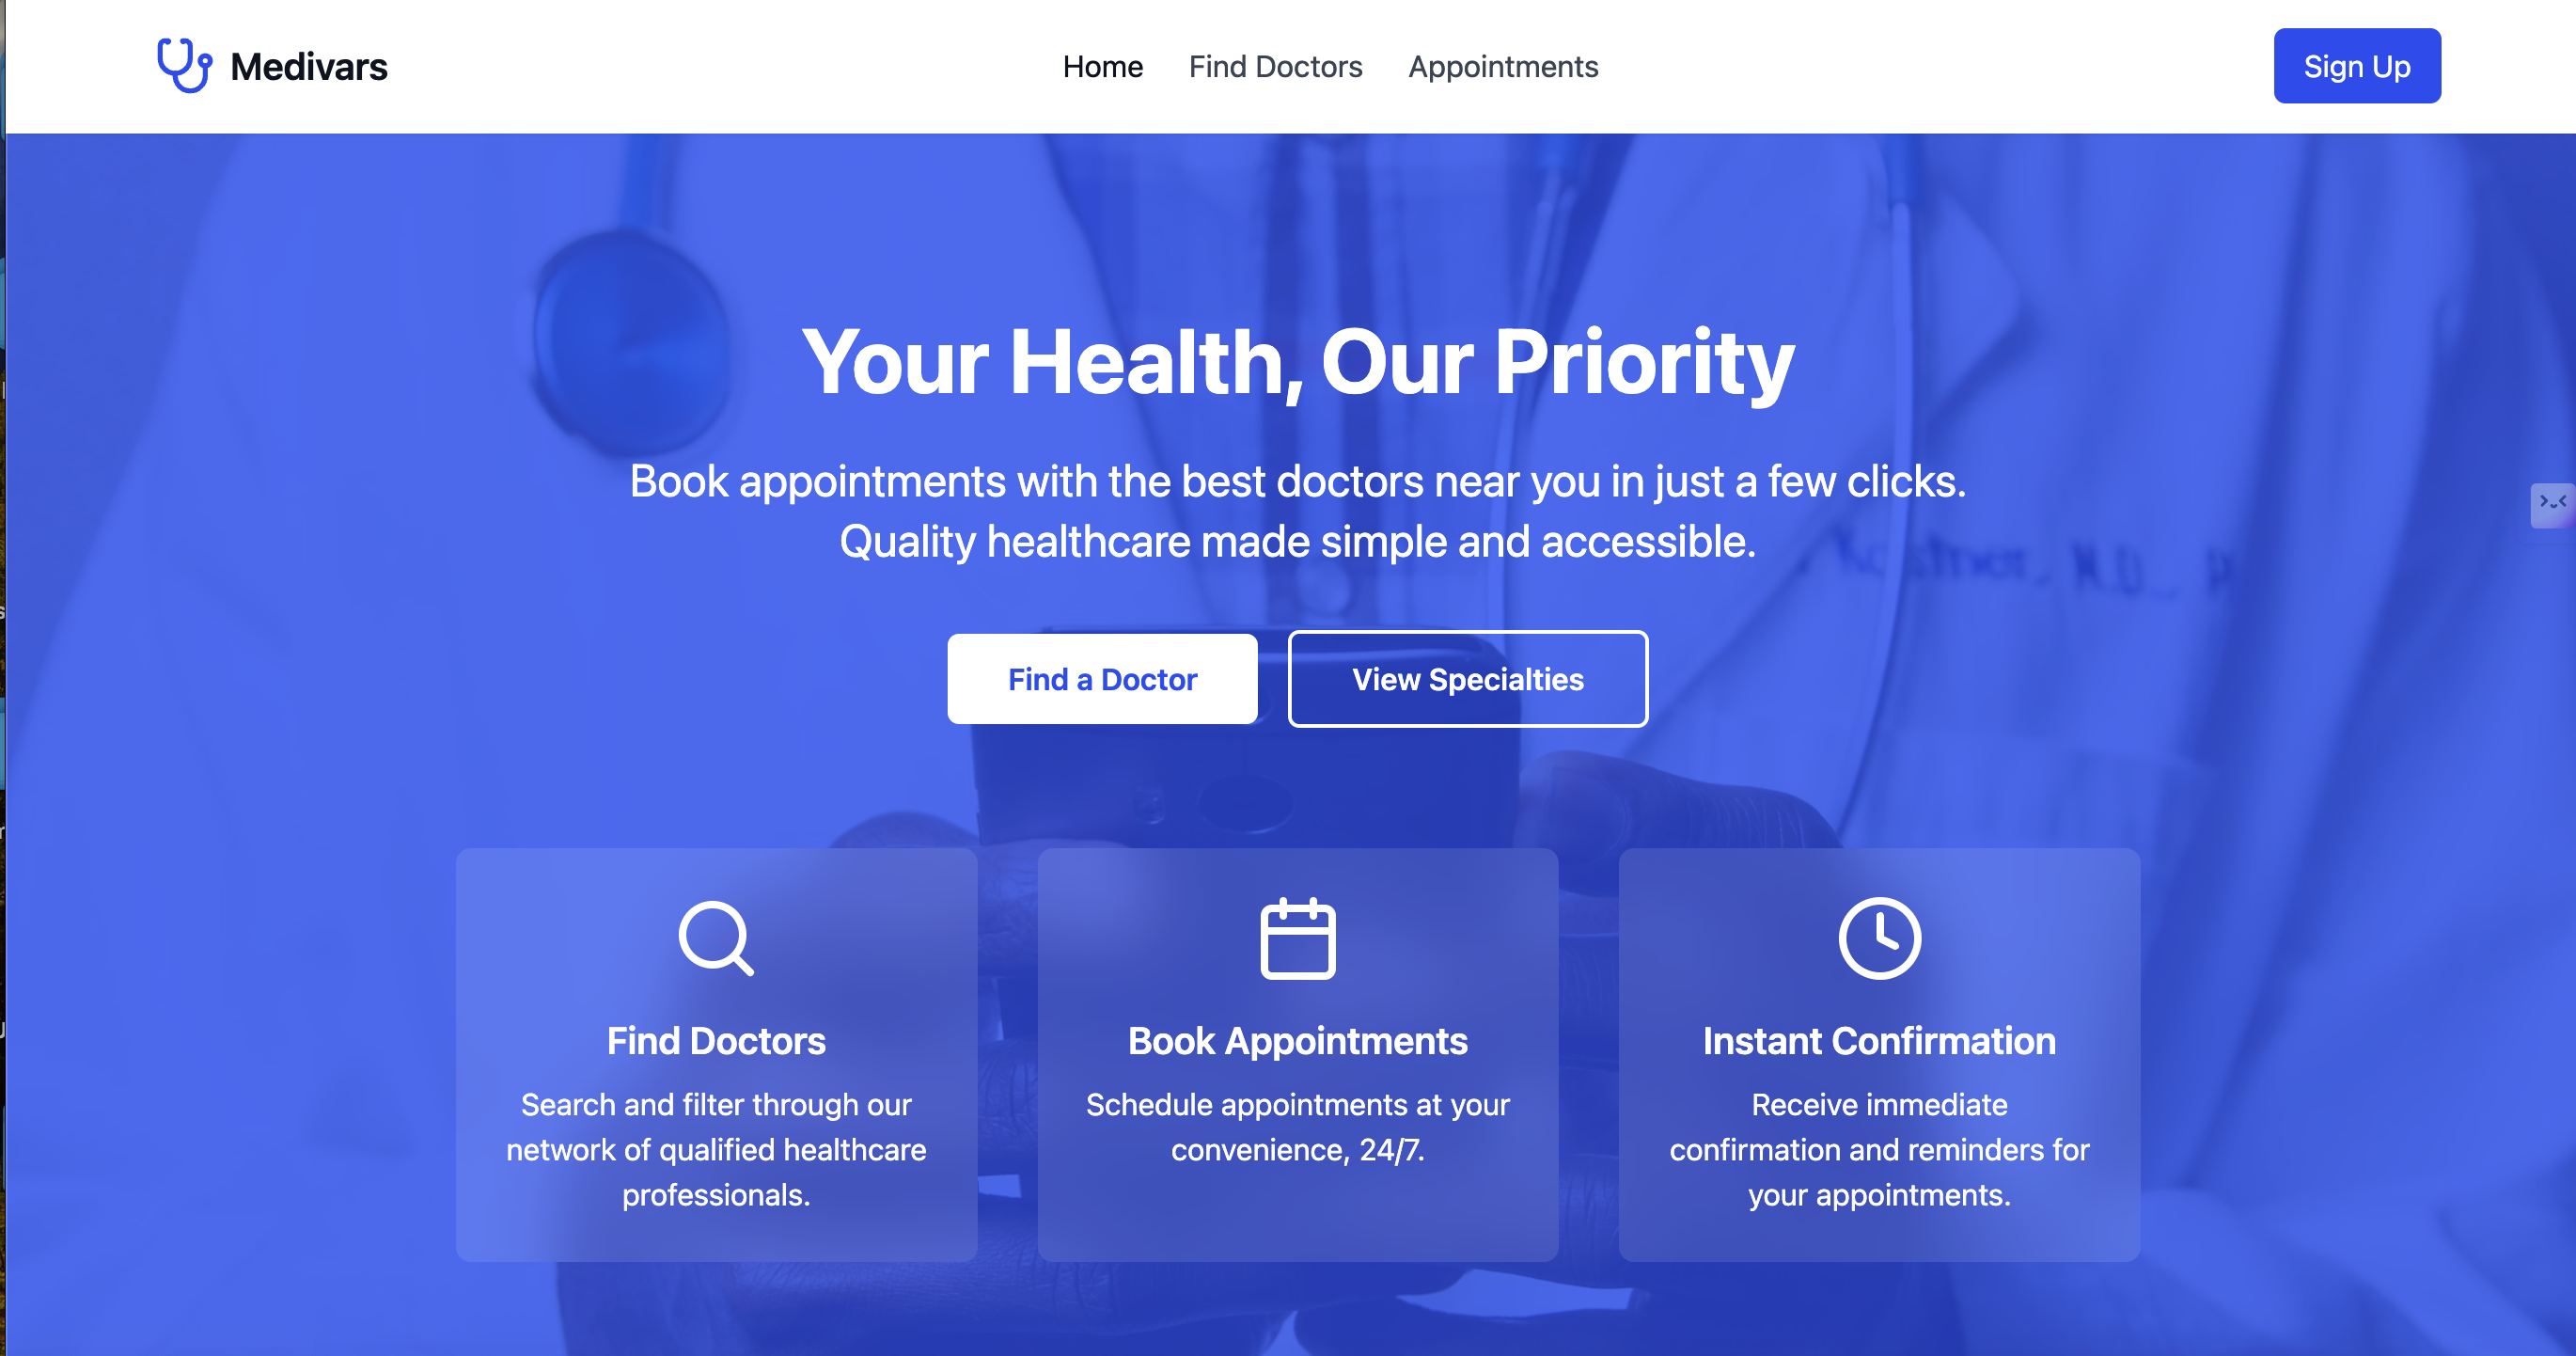 Medivars
Home
Find Doctors
Appointments
Sign Up
Your Health, Our Priority
Book appointments with the best doctors near you in just a few clicks.
Quality healthcare made simple and accessible.
M.D.
Find a Doctor
View Specialties
Find Doctors
Search and filter through our
network of qualified healthcare
professionals.
Book Appointments
Schedule appointments at your
convenience, 24/7.
Instant Confirmation
Receive immediate
confirmation and reminders for
your appointments.